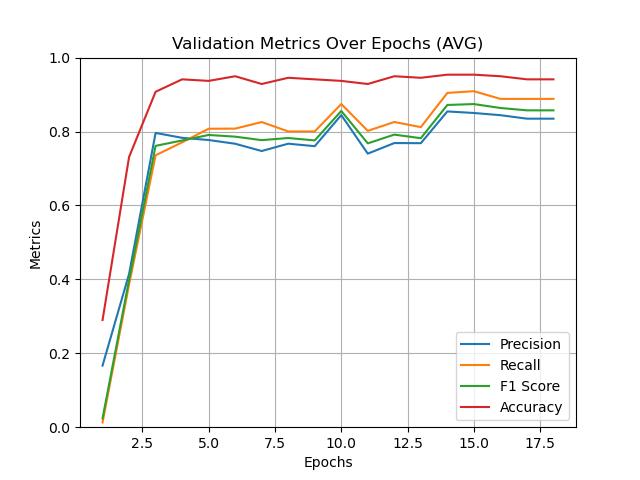 Validation Metrics Over Epochs (AVG)
1.0
0.8
0.6
0.4
0.2
0.0
Metrics
2.5 5.0 7.5 10.0 12.5 15.0 17.5
Epochs
Precision
Recall
F1 Score
Accuracy